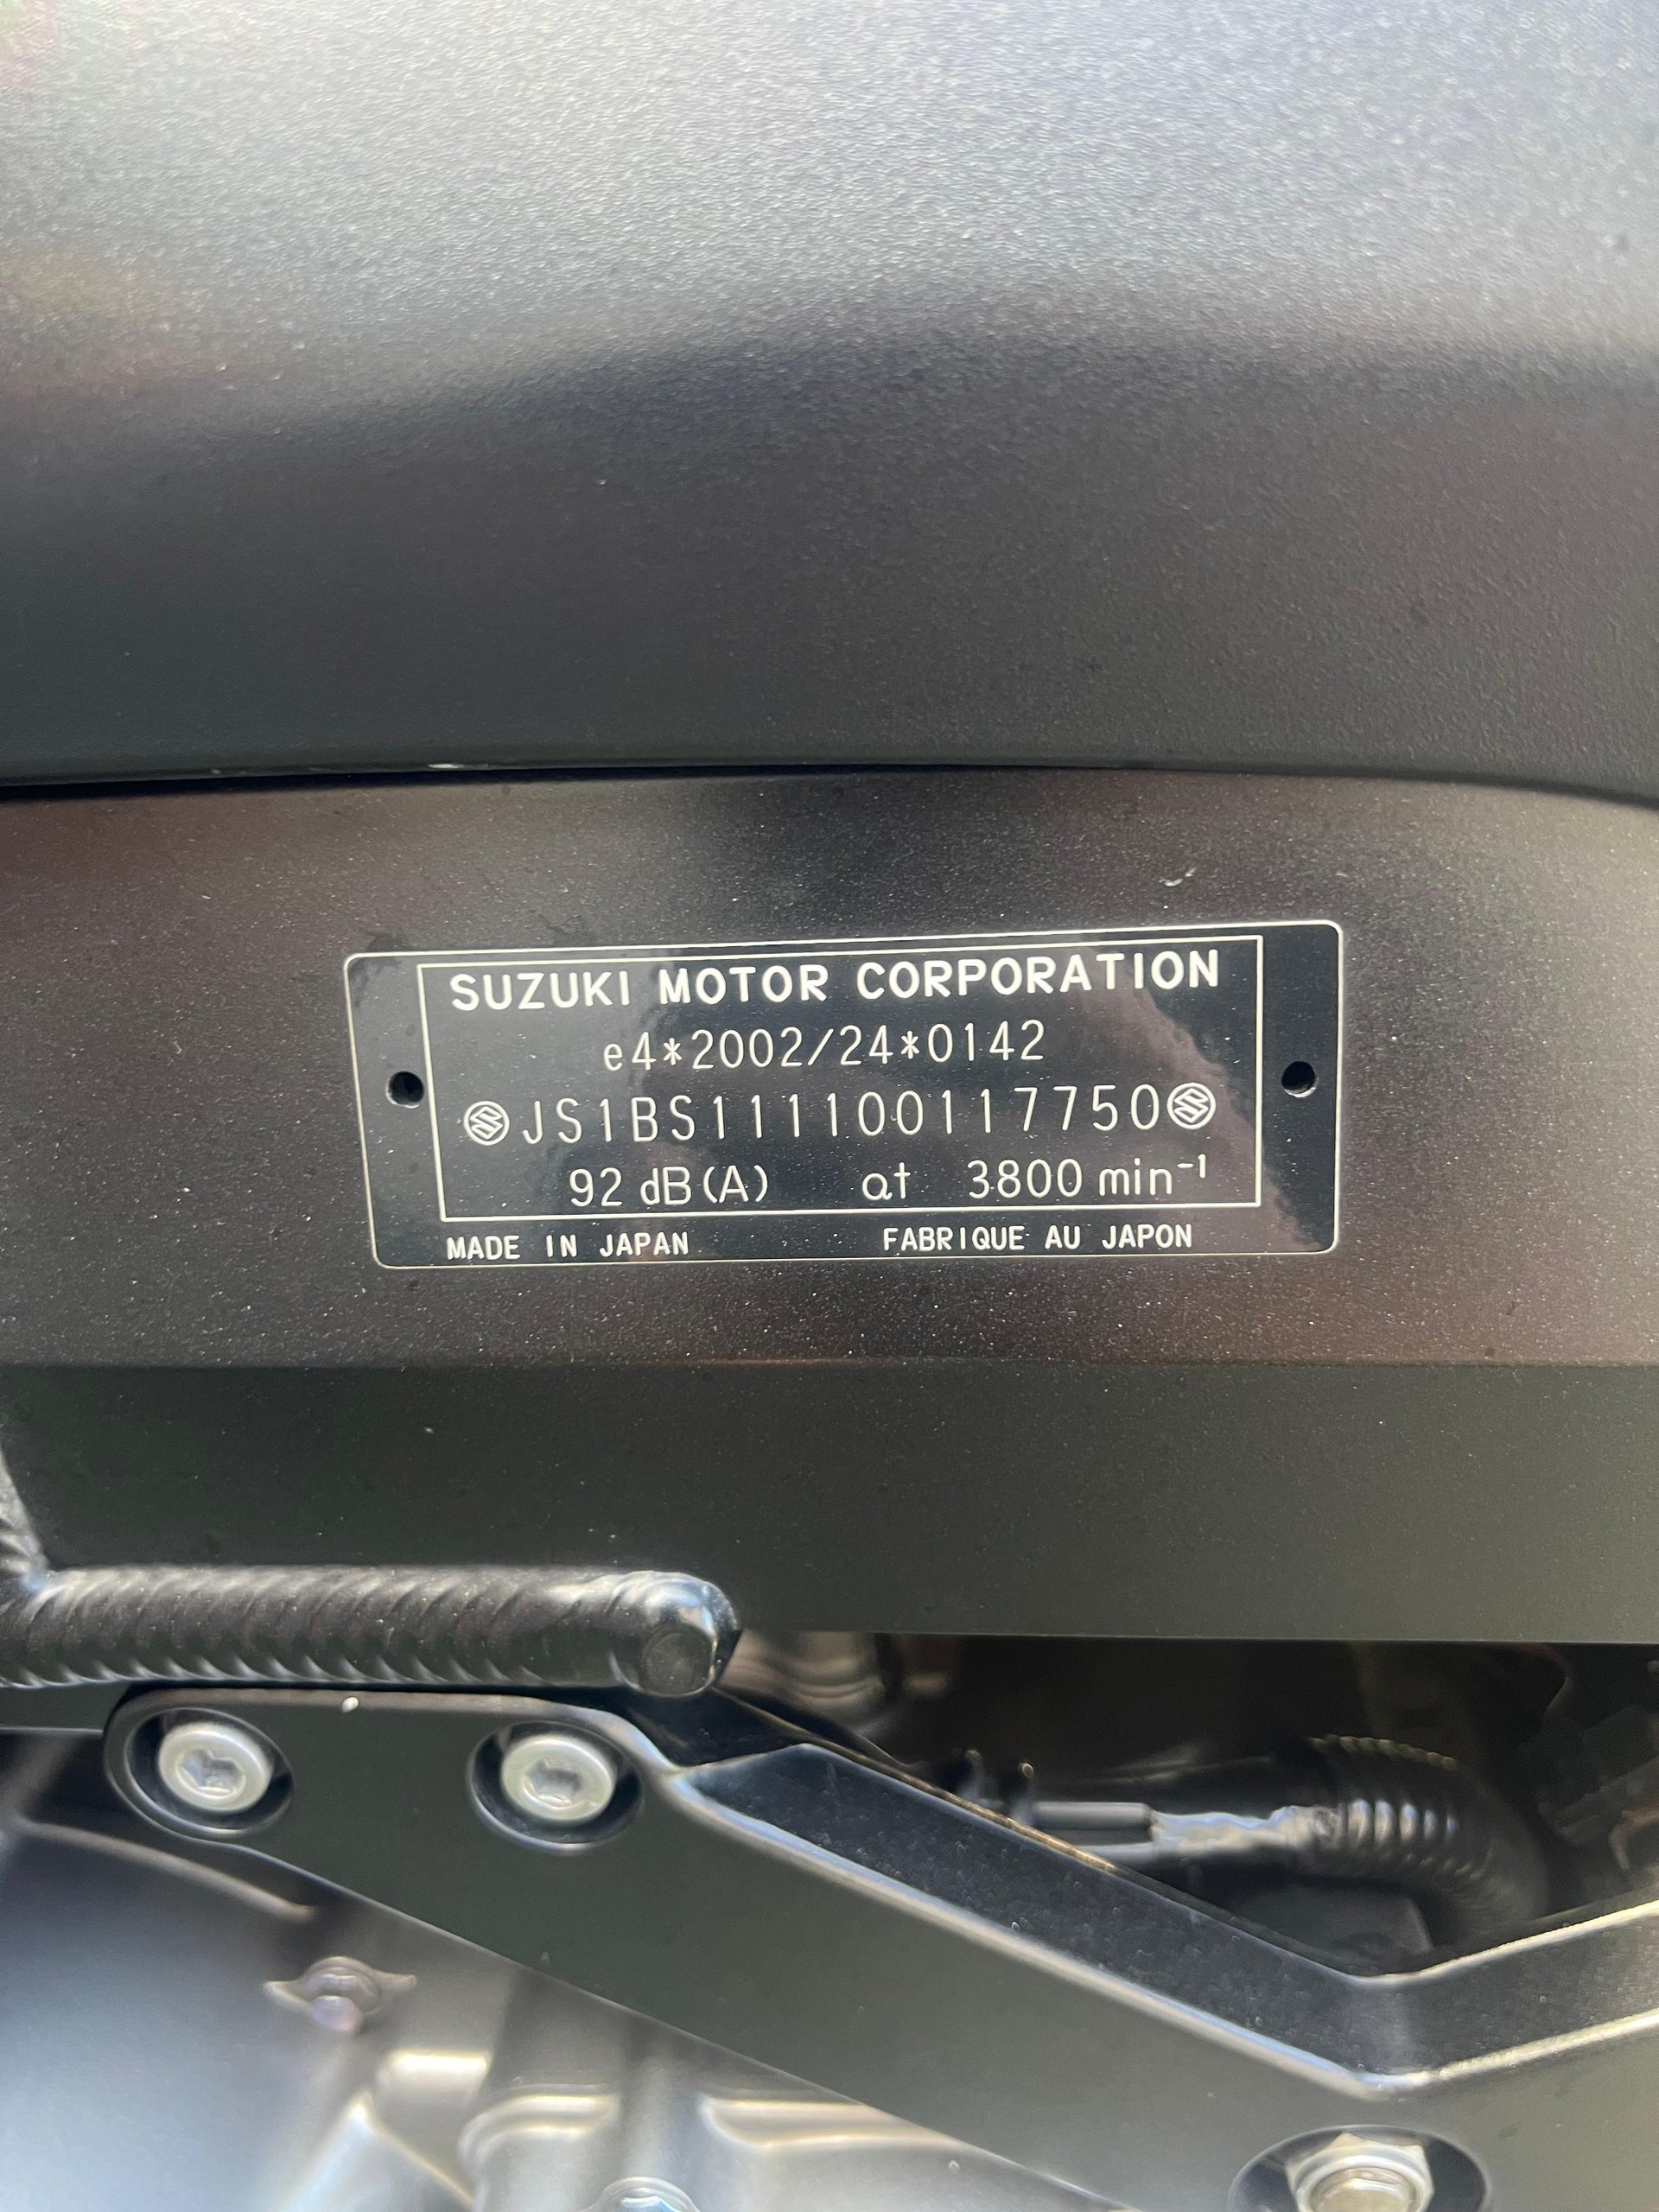 SUZUKI MOTOR CORPORATION
e4*2002/24*0142
JS1BS111100117750
92 dB(A) at 3800 min⁻¹
MADE IN JAPAN FABRIQUE AU JAPON